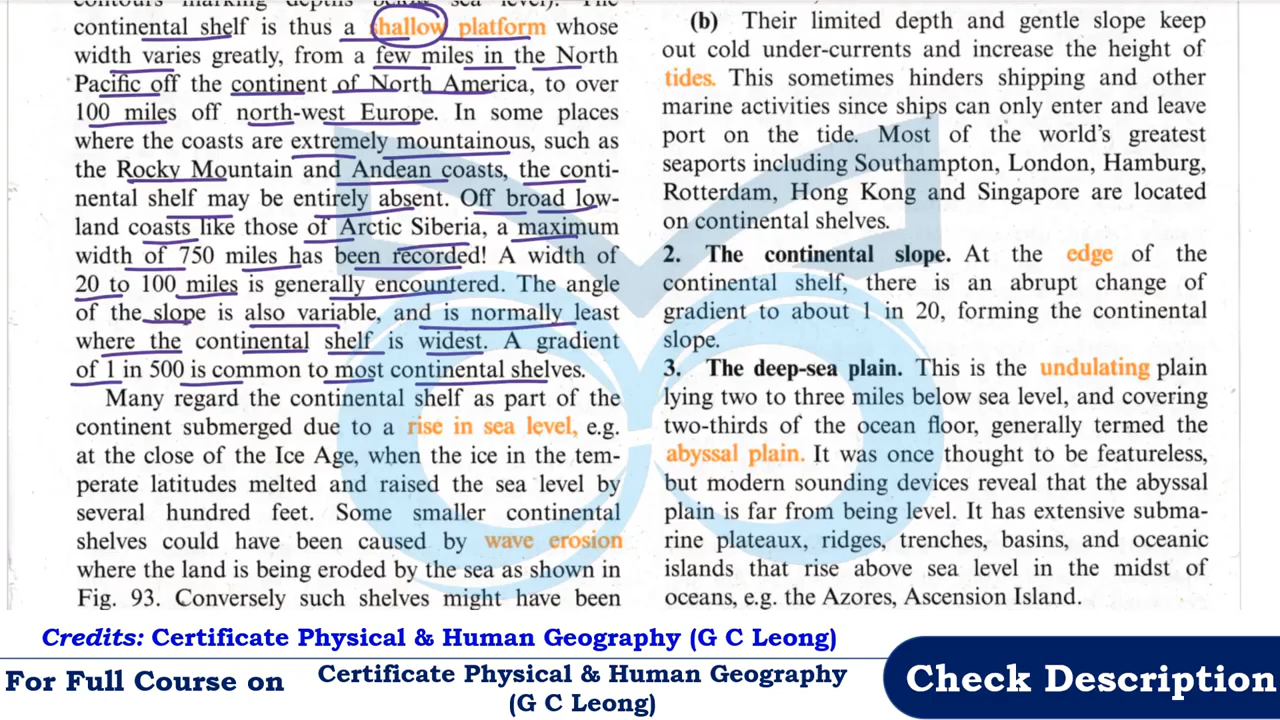 continental shelf is thus a shallow platform whose
width varies greatly, from a few miles in the North
Pacific off the continent of North America, to over
100 miles off north-west Europe. In some places
where the coasts are extremely mountainous, such as
the Rocky Mountain and Andean coasts, the conti-
nental shelf may be entirely absent. Off broad low-
land coasts like those of Arctic Siberia, a maximum
width of 750 miles has been recorded! A width of
20 to 100 miles is generally encountered. The angle
of the slope is also variable, and is normally least
where the continental shelf is widest. A gradient
of 1 in 500 is common to most continental shelves.
Many regard the continental shelf as part of the
continent submerged due to a rise in sea level, e.g.
at the close of the Ice Age, when the ice in the tem-
perate latitudes melted and raised the sea level by
several hundred feet. Some smaller continental
shelves could have been caused by wave erosion
where the land is being eroded by the sea as shown in
Fig. 93. Conversely such shelves might have been
(b) Their limited depth and gentle slope keep
out cold under-currents and increase the height of
tides. This sometimes hinders shipping and other
marine activities since ships can only enter and leave
port on the tide. Most of the world's greatest
seaports including Southampton, London, Hamburg,
Rotterdam, Hong Kong and Singapore are located
on continental shelves.
2. The continental slope. At the edge of the
continental shelf, there is an abrupt change of
gradient to about 1 in 20, forming the continental
slope.
3. The deep-sea plain. This is the undulating plain
lying two to three miles below sea level, and covering
two-thirds of the ocean floor, generally termed the
abyssal plain. It was once thought to be featureless,
but modern sounding devices reveal that the abyssal
plain is far from being level. It has extensive subma-
rine plateaux, ridges, trenches, basins, and oceanic
islands that rise above sea level in the midst of
oceans, e.g. the Azores, Ascension Island.
Credits: Certificate Physical & Human Geography (G C Leong)
For Full Course on
Certificate Physical & Human Geography
(G C Leong)
Check Description